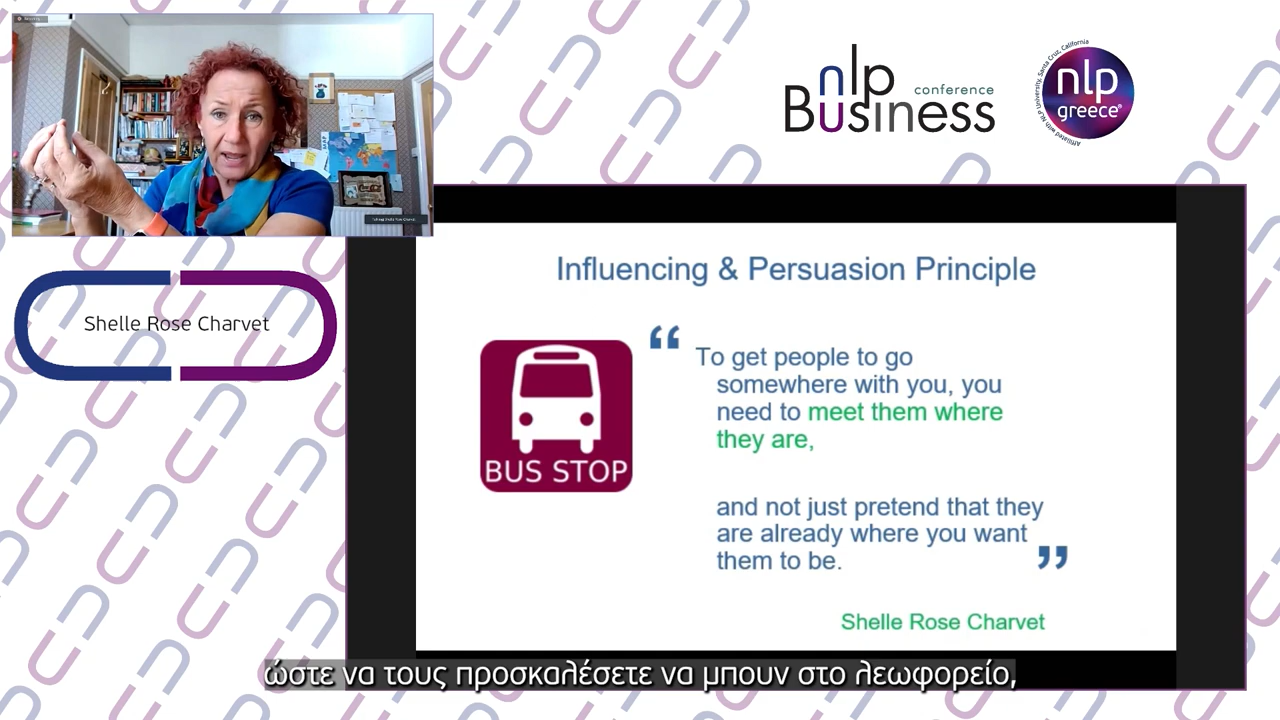 nlp
Business
conference
nlp
greece®
Affiliated with NLP University, Santa Cruz, California
Shelle Rose Charvet
Influencing & Persuasion Principle
BUS STOP
“ To get people to go
somewhere with you, you
need to meet them where
they are,
and not just pretend that they
are already where you want
them to be. ”
Shelle Rose Charvet
ώστε να τους προσκαλέσετε να μπουν στο λεωφορείο,